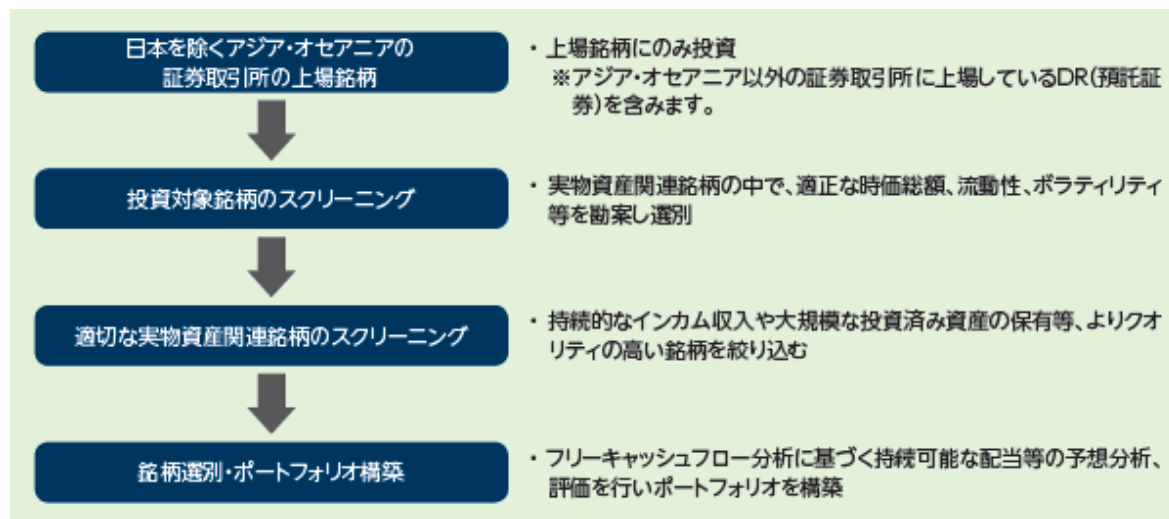 日本を除くアジア・オセアニアの
証券取引所の上場銘柄
・ 上場銘柄にのみ投資
※アジア・オセアニア以外の証券取引所に上場しているDR(預託証
券)を含みます。
投資対象銘柄のスクリーニング
・ 実物資産関連銘柄の中で、適正な時価総額、流動性、ボラティリティ
等を勘案し選別
適切な実物資産関連銘柄のスクリーニング
・ 持続的なインカム収入や大規模な投資済み資産の保有等、よりクオ
リティの高い銘柄を絞り込む
銘柄選別・ポートフォリオ構築
・ フリーキャッシュフロー分析に基づく持続可能な配当等の予想分析、
評価を行いポートフォリオを構築